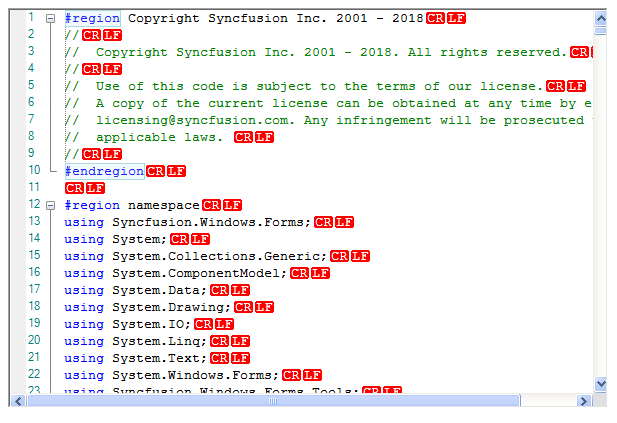 1 #region Copyright Syncfusion Inc. 2001 - 2018 CR LF
2 // CR LF
3 //  Copyright Syncfusion Inc. 2001 - 2018. All rights reserved. CR
4 // CR LF
5 //  Use of this code is subject to the terms of our license. CR LF
6 //  A copy of the current license can be obtained at any time by e
7 //  licensing@syncfusion.com. Any infringement will be prosecuted
8 //  applicable laws. CR LF
9 // CR LF
10 #endregion CR LF
11 CR LF
12 #region namespace CR LF
13 using Syncfusion.Windows.Forms; CR LF
14 using System; CR LF
15 using System.Collections.Generic; CR LF
16 using System.ComponentModel; CR LF
17 using System.Data; CR LF
18 using System.Drawing; CR LF
19 using System.IO; CR LF
20 using System.Linq; CR LF
21 using System.Text; CR LF
22 using System.Windows.Forms; CR LF
23 using Syncfusion.Windows.Forms.Tools; CR LF